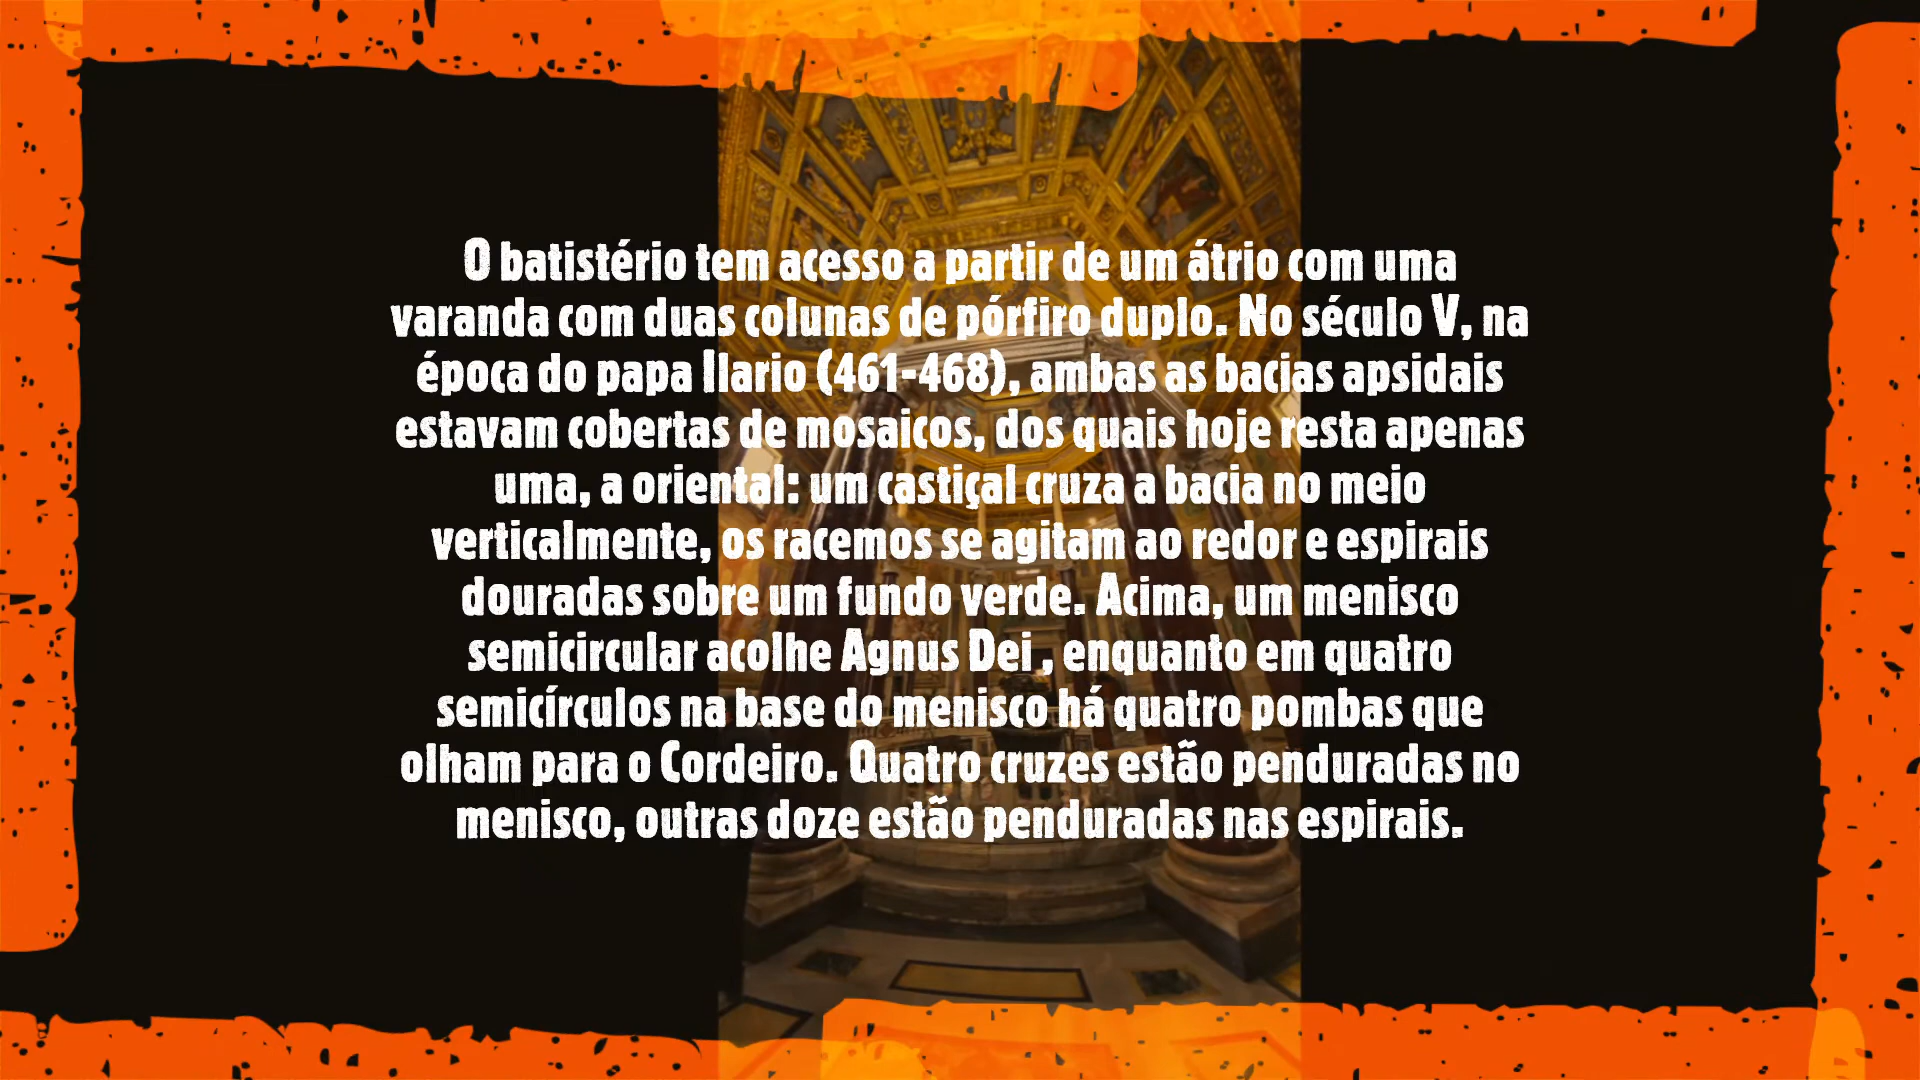 O batistério tem acesso a partir de um átrio com uma
varanda com duas colunas de pórfiro duplo. No século V, na
época do papa Ilario (461-468), ambas as bacias apsidais
estavam cobertas de mosaicos, dos quais hoje resta apenas
uma, a oriental: um castiçal cruza a bacia no meio
verticalmente, os racemos se agitam ao redor e espirais
douradas sobre um fundo verde. Acima, um menisco
semicircular acolhe Agnus Dei , enquanto em quatro
semicírculos na base do menisco há quatro pombas que
olham para o Cordeiro. Quatro cruzes estão penduradas no
menisco, outras doze estão penduradas nas espirais.